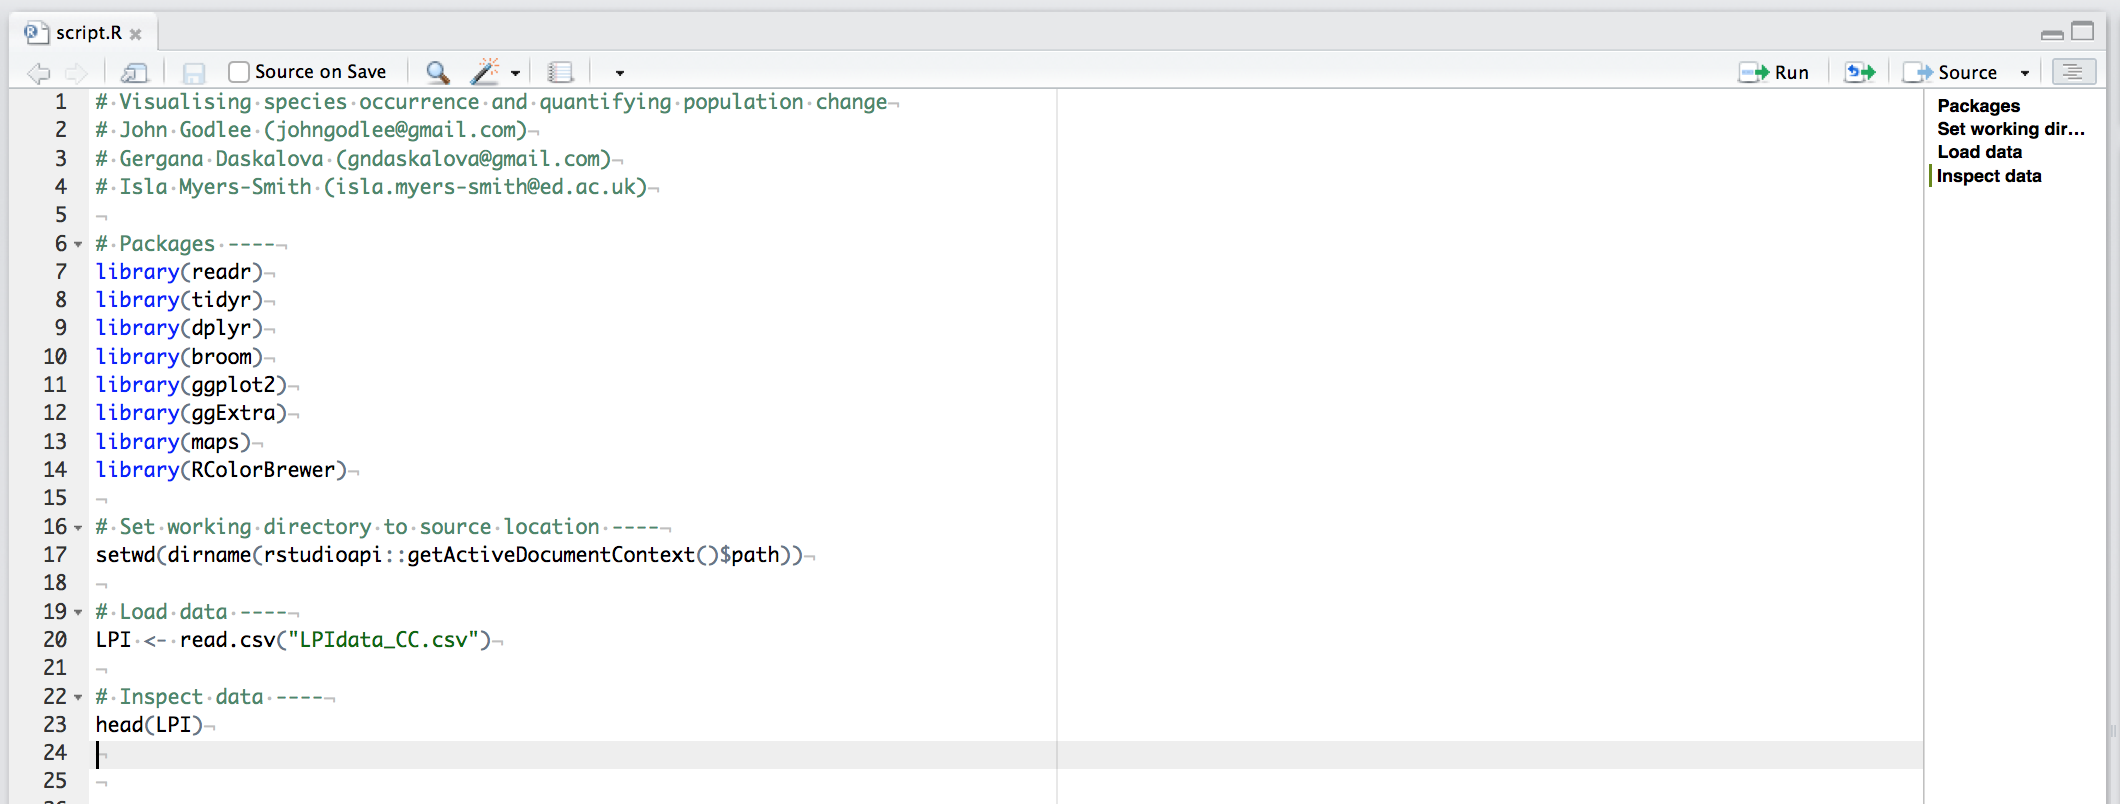 script.R
Source on Save
Run
Source
1 # Visualising species occurrence and quantifying population change
2 # John Godlee (johngodlee@gmail.com)
3 # Gergana Daskalova (gndaskalova@gmail.com)
4 # Isla Myers-Smith (isla.myers-smith@ed.ac.uk)
5
6 # Packages ----
7 library(readr)
8 library(tidyr)
9 library(dplyr)
10 library(broom)
11 library(ggplot2)
12 library(ggExtra)
13 library(maps)
14 library(RColorBrewer)
15
16 # Set working directory to source location ----
17 setwd(dirname(rstudioapi::getActiveDocumentContext()$path))
18
19 # Load data ----
20 LPI <- read.csv("LPIdata_CC.csv")
21
22 # Inspect data ----
23 head(LPI)
24
25
Packages
Set working dir...
Load data
Inspect data